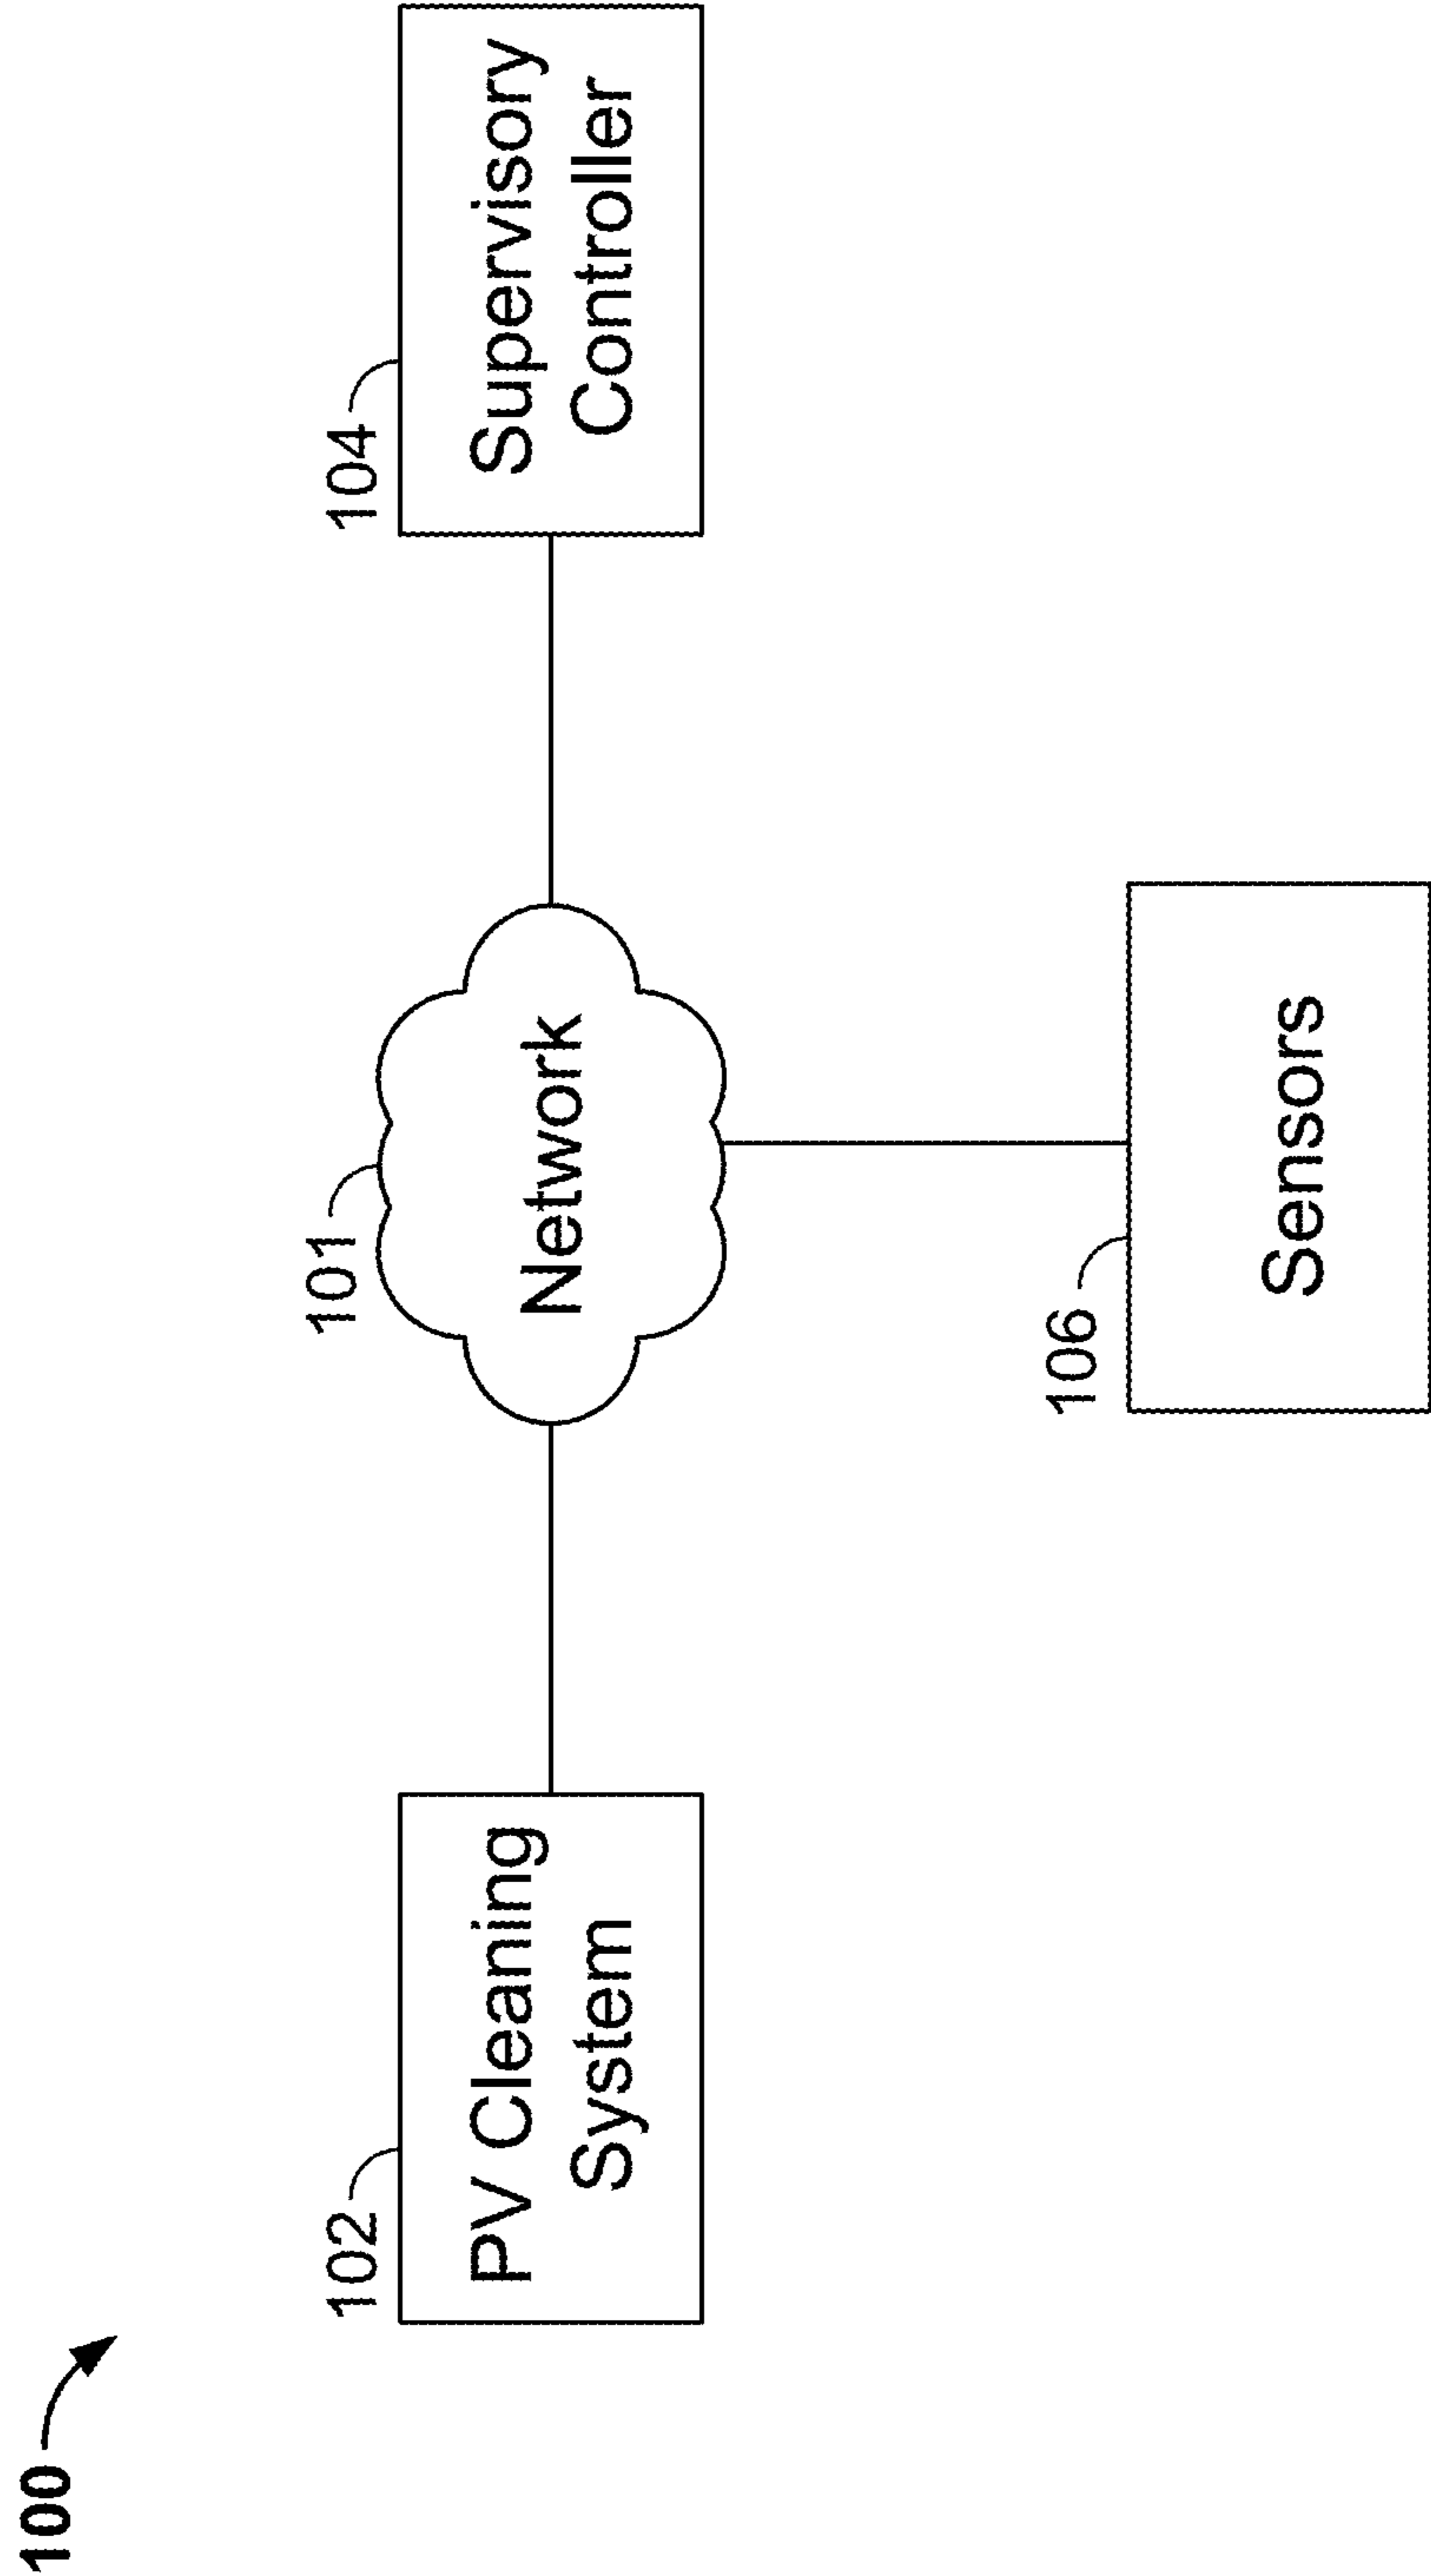 100
102
PV Cleaning
System
101
Network
104
Supervisory
Controller
106
Sensors